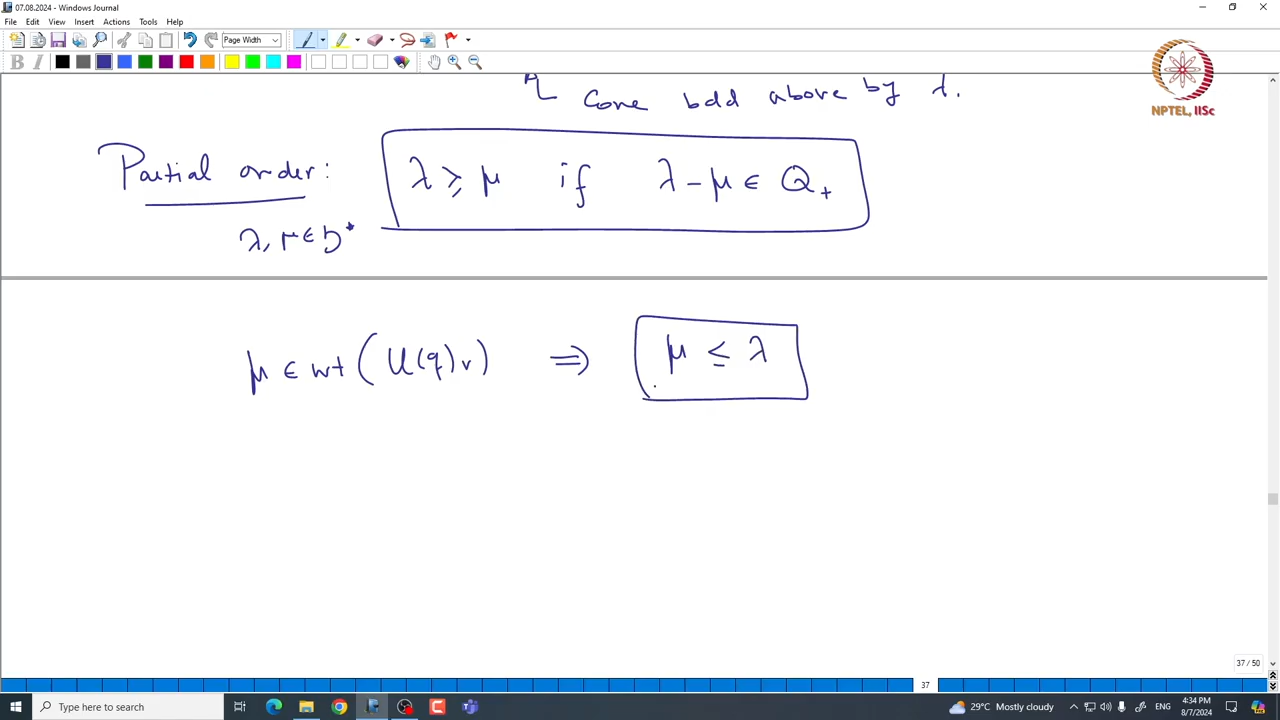 07.08.2024 - Windows Journal
File Edit View Insert Actions Tools Help
Page Width
B I
NPTEL, IISc
Cone bdd above by λ.
Partial order: λ ≥ μ if λ - μ ∈ Q₊
λ, μ ∈ 𝔥*
μ ∈ wt (U(g)v) ⇒ μ ≤ λ
37 / 50
37
Type here to search
29°C Mostly cloudy
4:34 PM
8/7/2024